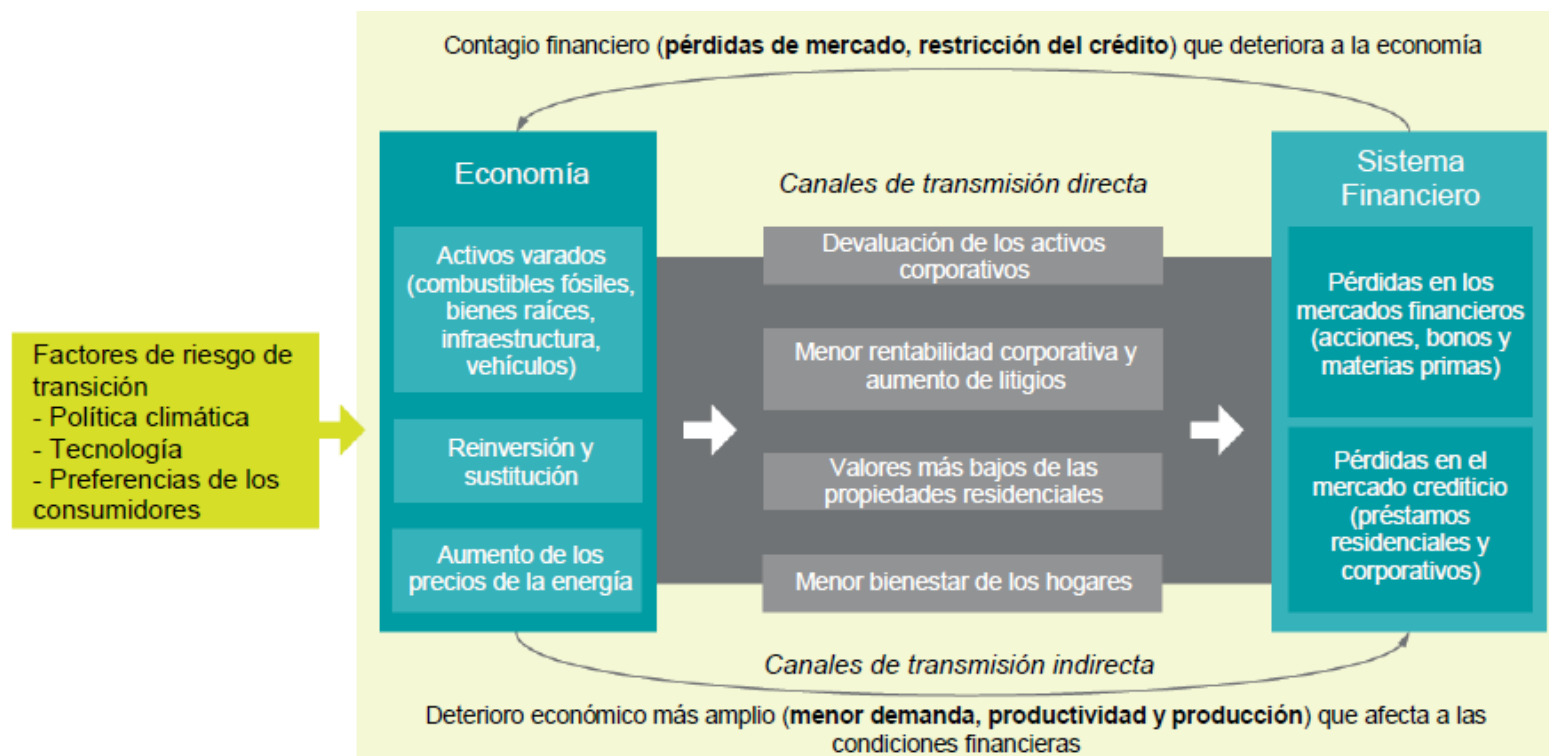 Contagio financiero (pérdidas de mercado, restricción del crédito) que deteriora a la economía
Factores de riesgo de
transición
- Política climática
- Tecnología
- Preferencias de los
consumidores
Economía
Activos varados
(combustibles fósiles,
bienes raíces,
infraestructura,
vehículos)
Reinversión y
sustitución
Aumento de los
precios de la energía
Canales de transmisión directa
Devaluación de los activos
corporativos
Menor rentabilidad corporativa y
aumento de litigios
Valores más bajos de las
propiedades residenciales
Menor bienestar de los hogares
Sistema
Financiero
Pérdidas en los
mercados financieros
(acciones, bonos y
materias primas)
Pérdidas en el
mercado crediticio
(préstamos
residenciales y
corporativos)
Canales de transmisión indirecta
Deterioro económico más amplio (menor demanda, productividad y producción) que afecta a las
condiciones financieras